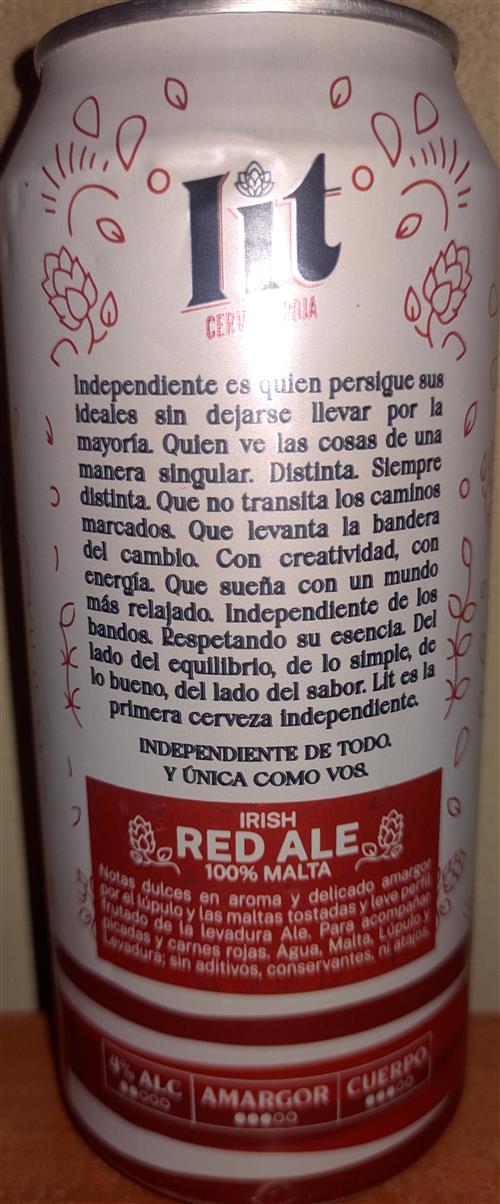 lit
CERVEZA ROJA
Independiente es quien persigue sus
ideales sin dejarse llevar por la
mayoría. Quien ve las cosas de una
manera singular. Distinta. Siempre
distinta. Que no transita los caminos
marcados. Que levanta la bandera
del cambio. Con creatividad, con
energía. Que sueña con un mundo
más relajado. Independiente de los
bandos. Respetando su esencia. Del
lado del equilibrio, de lo simple, de
lo bueno, del lado del sabor. Lit es la
primera cerveza independiente.
INDEPENDIENTE DE TODO.
Y ÚNICA COMO VOS.
IRISH
RED ALE
100% MALTA
Notas dulces en aroma y delicado amargor
por el lúpulo y las maltas tostadas y leve perfil
frutado de la levadura Ale. Para acompañar
picadas y carnes rojas. Agua, Malta, Lúpulo y
Levadura; sin aditivos, conservantes, ni atajos.
4% ALC
AMARGOR
CUERPO